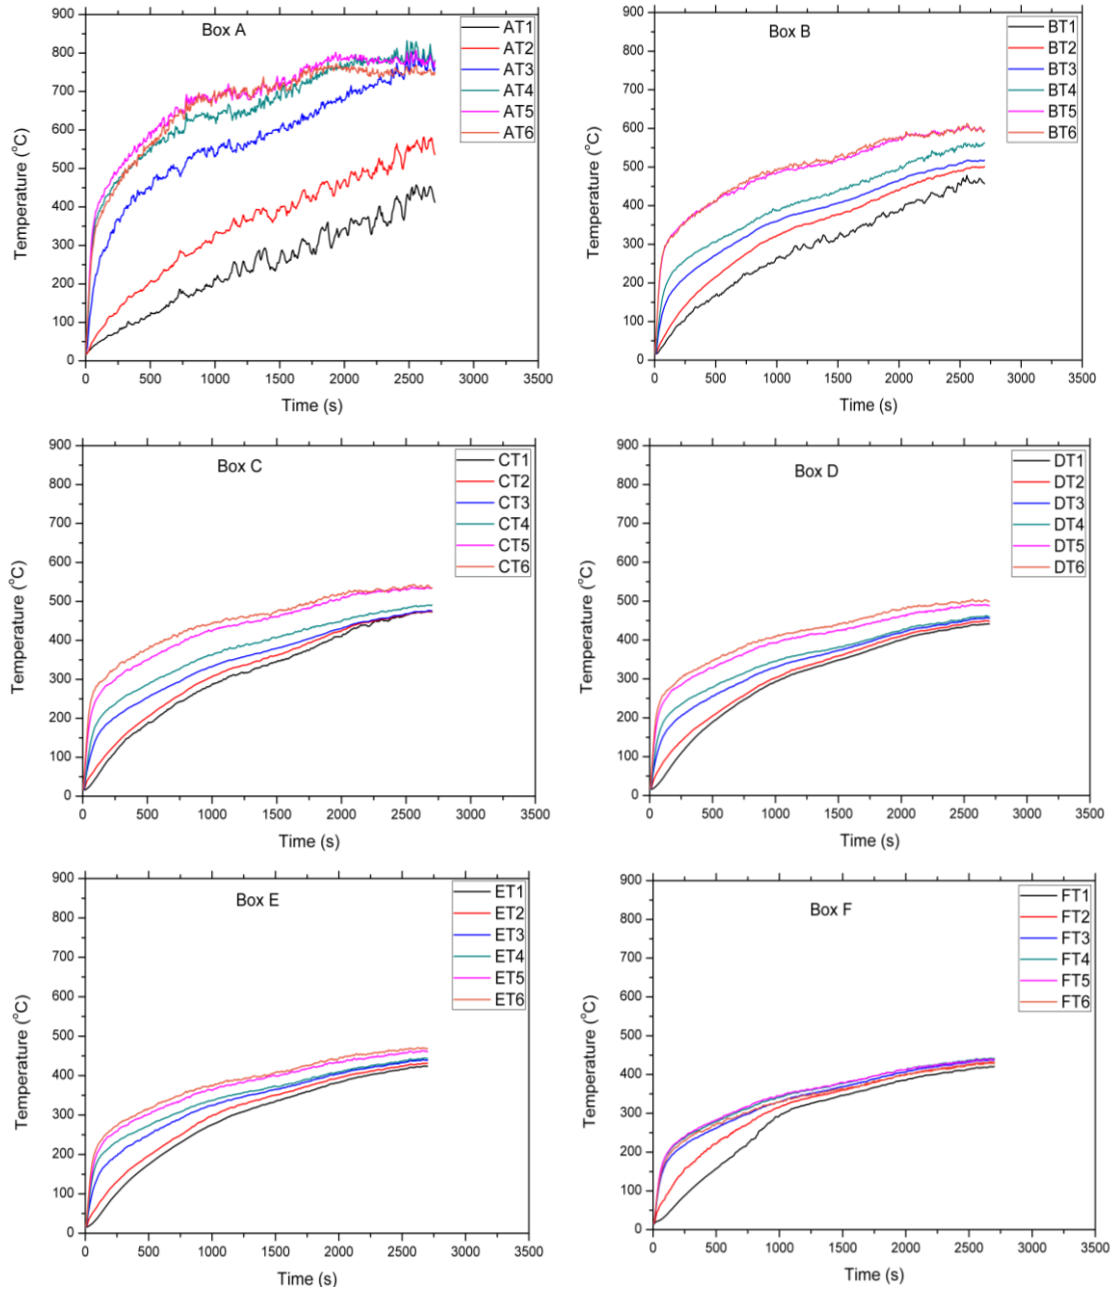 Box A
AT1
AT2
AT3
AT4
AT5
AT6
900
800
700
600
500
400
300
200
100
0
Temperature (°C)
0 500 1000 1500 2000 2500 3000 3500
Time (s)
Box B
BT1
BT2
BT3
BT4
BT5
BT6
900
800
700
600
500
400
300
200
100
0
Temperature (°C)
0 500 1000 1500 2000 2500 3000 3500
Time (s)
Box C
CT1
CT2
CT3
CT4
CT5
CT6
900
800
700
600
500
400
300
200
100
0
Temperature (°C)
0 500 1000 1500 2000 2500 3000 3500
Time (s)
Box D
DT1
DT2
DT3
DT4
DT5
DT6
900
800
700
600
500
400
300
200
100
0
Temperature (°C)
0 500 1000 1500 2000 2500 3000 3500
Time (s)
Box E
ET1
ET2
ET3
ET4
ET5
ET6
900
800
700
600
500
400
300
200
100
0
Temperature (°C)
0 500 1000 1500 2000 2500 3000 3500
Time (s)
Box F
FT1
FT2
FT3
FT4
FT5
FT6
900
800
700
600
500
400
300
200
100
0
Temperature (°C)
0 500 1000 1500 2000 2500 3000 3500
Time (s)